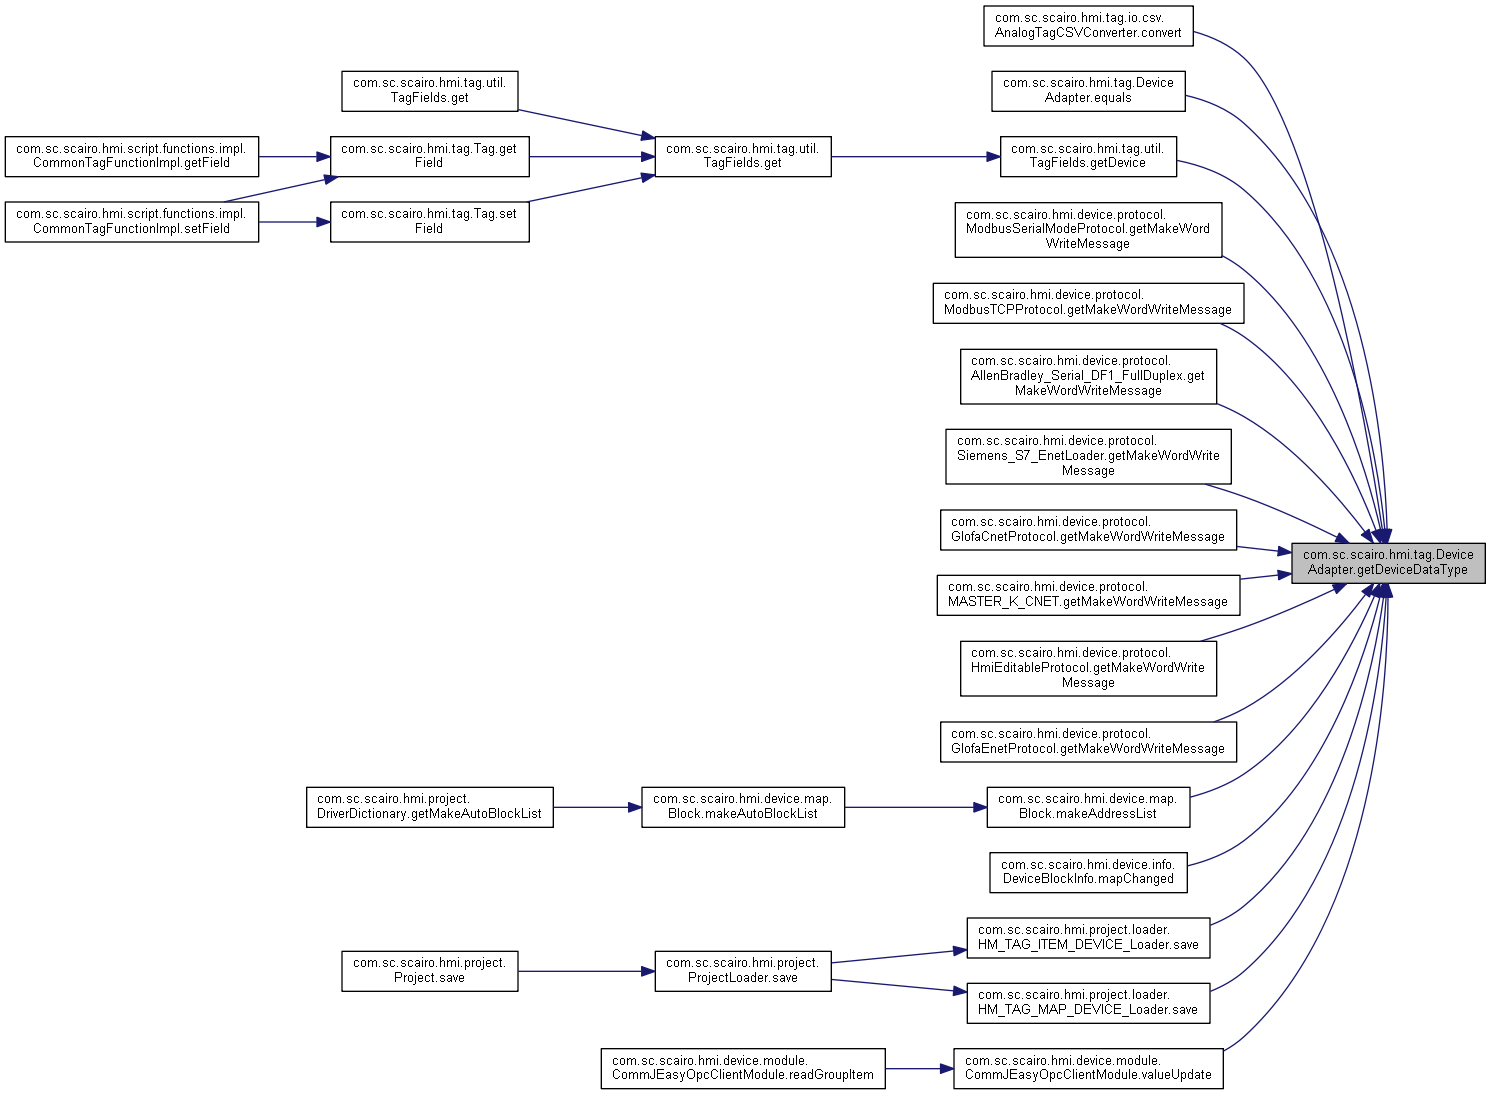 com.sc.scairo.hmi.tag.io.csv.
AnalogTagCSVConverter.convert
com.sc.scairo.hmi.tag.util.
TagFields.get
com.sc.scairo.hmi.tag.Device
Adapter.equals
com.sc.scairo.hmi.script.functions.impl.
CommonTagFunctionImpl.getField
com.sc.scairo.hmi.tag.Tag.get
Field
com.sc.scairo.hmi.tag.util.
TagFields.get
com.sc.scairo.hmi.tag.util.
TagFields.getDevice
com.sc.scairo.hmi.script.functions.impl.
CommonTagFunctionImpl.setField
com.sc.scairo.hmi.tag.Tag.set
Field
com.sc.scairo.hmi.device.protocol.
ModbusSerialModeProtocol.getMakeWord
WriteMessage
com.sc.scairo.hmi.device.protocol.
ModbusTCPProtocol.getMakeWordWriteMessage
com.sc.scairo.hmi.device.protocol.
AllenBradley_Serial_DF1_FullDuplex.get
MakeWordWriteMessage
com.sc.scairo.hmi.device.protocol.
Siemens_S7_EnetLoader.getMakeWordWrite
Message
com.sc.scairo.hmi.device.protocol.
GlofaCnetProtocol.getMakeWordWriteMessage
com.sc.scairo.hmi.tag.Device
Adapter.getDeviceDataType
com.sc.scairo.hmi.device.protocol.
MASTER_K_CNET.getMakeWordWriteMessage
com.sc.scairo.hmi.device.protocol.
HmiEditableProtocol.getMakeWordWrite
Message
com.sc.scairo.hmi.device.protocol.
GlofaEnetProtocol.getMakeWordWriteMessage
com.sc.scairo.hmi.project.
DriverDictionary.getMakeAutoBlockList
com.sc.scairo.hmi.device.map.
Block.makeAutoBlockList
com.sc.scairo.hmi.device.map.
Block.makeAddressList
com.sc.scairo.hmi.device.info.
DeviceBlockInfo.mapChanged
com.sc.scairo.hmi.project.loader.
HM_TAG_ITEM_DEVICE_Loader.save
com.sc.scairo.hmi.project.
Project.save
com.sc.scairo.hmi.project.
ProjectLoader.save
com.sc.scairo.hmi.project.loader.
HM_TAG_MAP_DEVICE_Loader.save
com.sc.scairo.hmi.device.module.
CommJEasyOpcClientModule.readGroupItem
com.sc.scairo.hmi.device.module.
CommJEasyOpcClientModule.valueUpdate